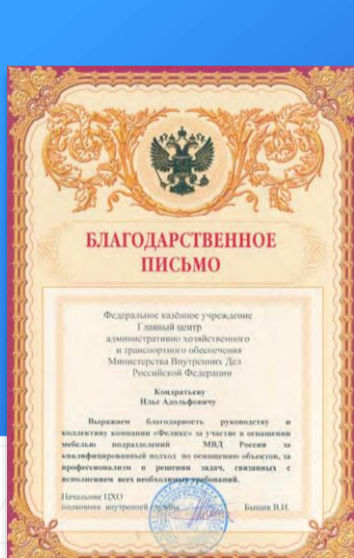 БЛАГОДАРСТВЕННОЕ
ПИСЬМО
Федеральное казённое учреждение
Главный центр
административно хозяйственного
и транспортного обеспечения
Министерства Внутренних Дел
Российской Федерации
Кондратьеву
Илье Адольфовичу
Выражаем благодарность руководству и
коллективу компании «Феликс» за участие в оснащении
мебелью подразделений МВД России за
квалифицированный подход по оснащению объектов, за
профессионализм в решении задач, связанных с
исполнением всех необходимых требований.
Начальник ЦХО
полковник внутренней службы